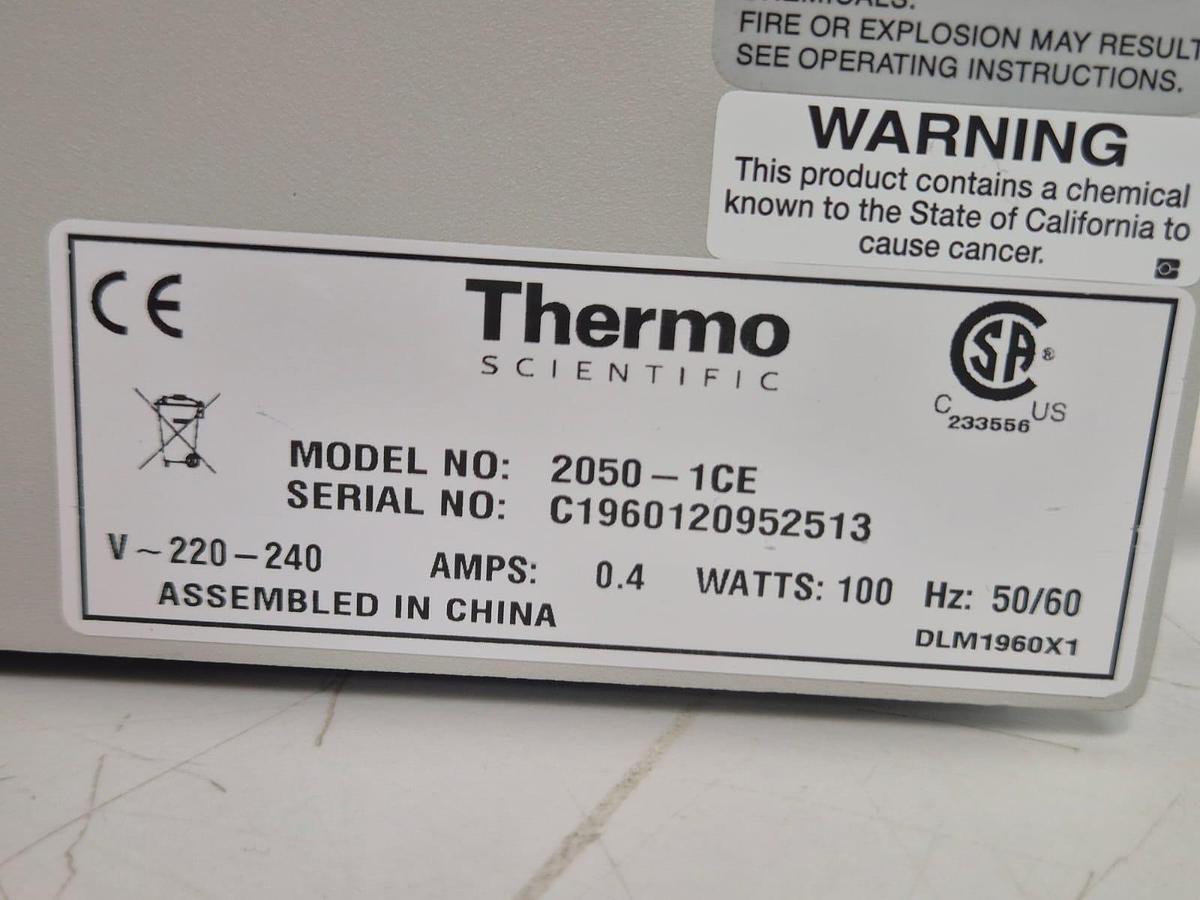 CHEMICALS.
FIRE OR EXPLOSION MAY RESULT
SEE OPERATING INSTRUCTIONS.
WARNING
This product contains a chemical
known to the State of California to
cause cancer.
CE
Thermo
SCIENTIFIC
SA®
C 233556 US
MODEL NO: 2050-1CE
SERIAL NO: C1960120952513
V~220-240 AMPS: 0.4 WATTS: 100 Hz: 50/60
ASSEMBLED IN CHINA
DLM1960X1